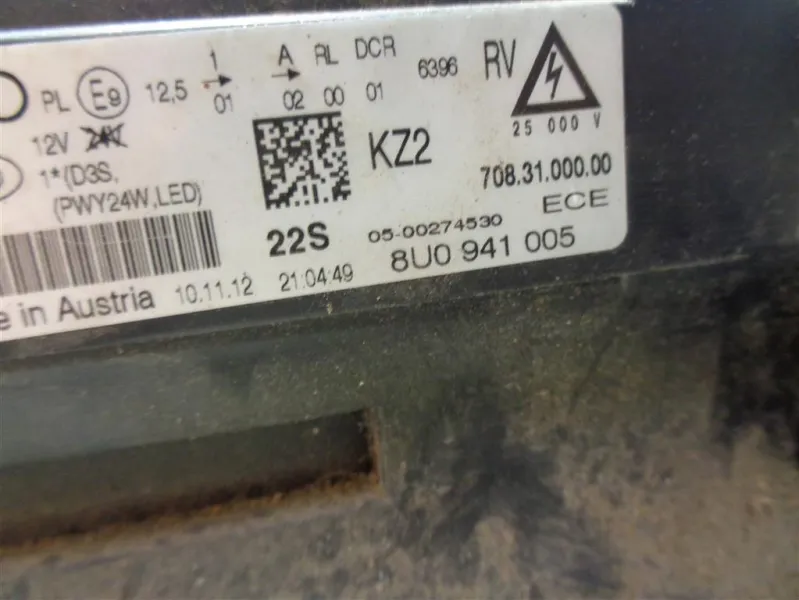 1 A RL DCR 6396 RV
PL E9 12,5 01 02 00 01
12V
25 000 V
1*(D3S,
(PWY24W,LED)
KZ2
708.31.000.00
ECE
22S 05-00274530
8U0 941 005
in Austria 10.11.12 21:04:49